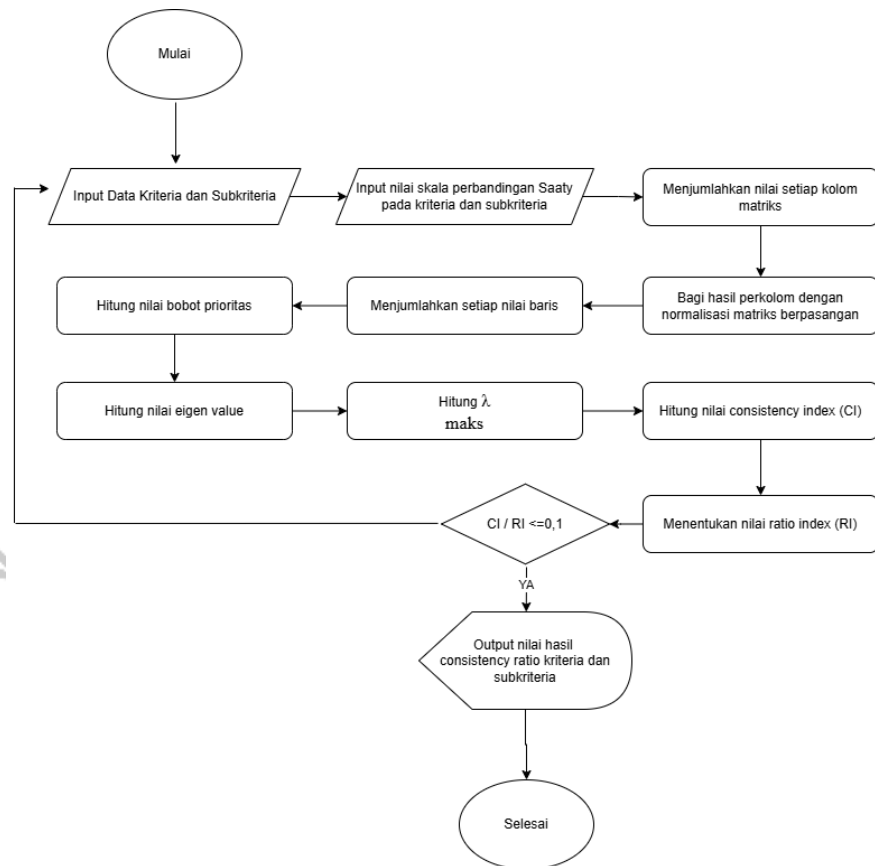 Mulai
Input Data Kriteria dan Subkriteria
Input nilai skala perbandingan Saaty
pada kriteria dan subkriteria
Menjumlahkan nilai setiap kolom
matriks
Bagi hasil perkolom dengan
normalisasi matriks berpasangan
Menjumlahkan setiap nilai baris
Hitung nilai bobot prioritas
Hitung nilai eigen value
Hitung λ
maks
Hitung nilai consistency index (CI)
Menentukan nilai ratio index (RI)
CI / RI <=0,1
YA
Output nilai hasil
consistency ratio kriteria dan
subkriteria
Selesai